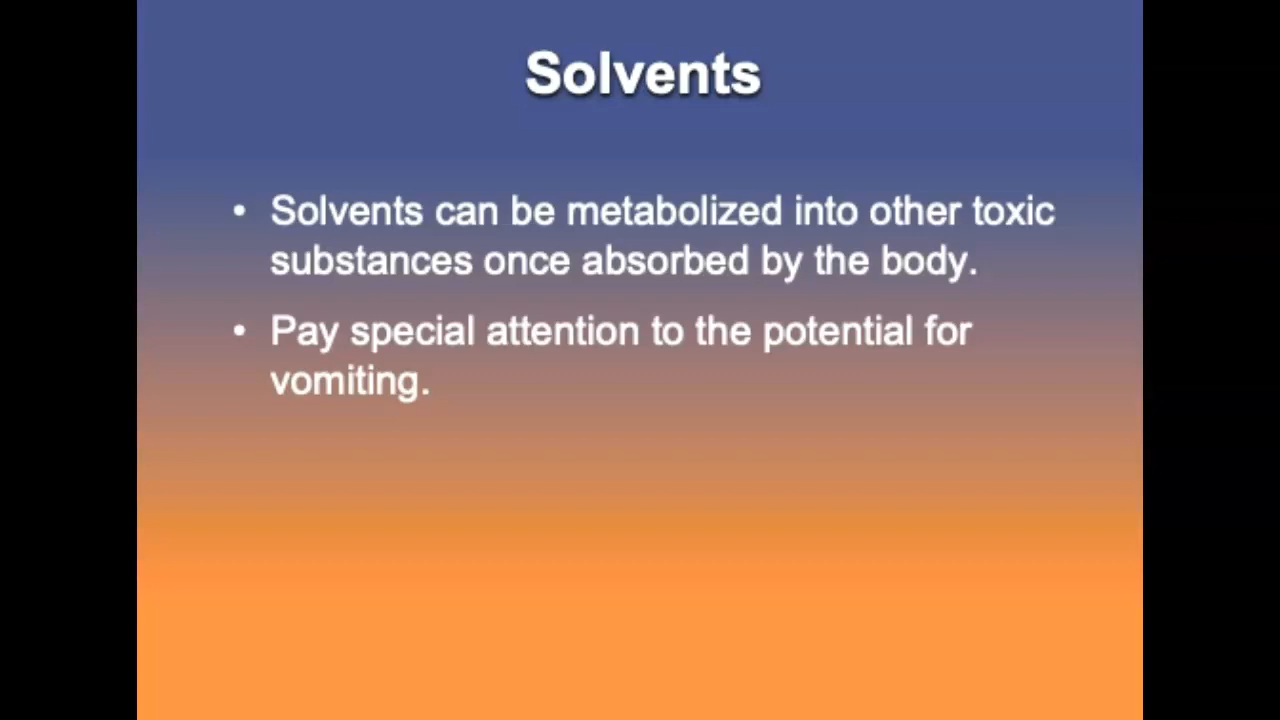 Solvents
• Solvents can be metabolized into other toxic
substances once absorbed by the body.
• Pay special attention to the potential for
vomiting.